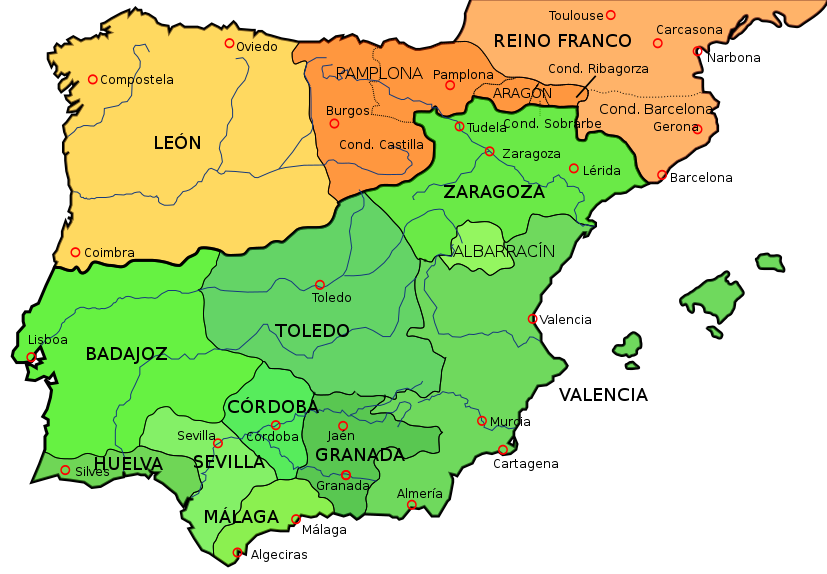 Toulouse
REINO FRANCO
Carcasona
Narbona
Oviedo
Compostela
PAMPLONA
Pamplona
Cond. Ribagorza
ARAGÓN
Burgos
Cond. Barcelona
Tudela
Cond. Sobrarbe
Gerona
LEÓN
Cond. Castilla
Zaragoza
Lérida
Barcelona
ZARAGOZA
Coimbra
ALBARRACÍN
Toledo
Valencia
TOLEDO
Lisboa
BADAJOZ
VALENCIA
CÓRDOBA
Murcia
Sevilla
Córdoba
Jaen
GRANADA
HUELVA
Silves
SEVILLA
Cartagena
Granada
Almería
MÁLAGA
Málaga
Algeciras